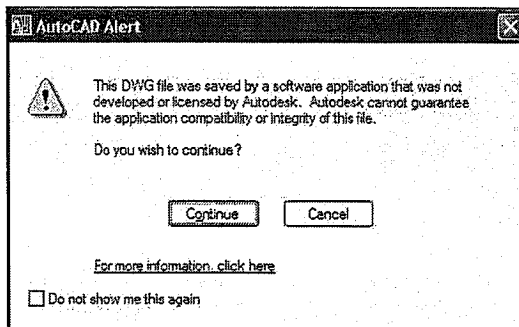 AutoCAD Alert
This DWG file was saved by a software application that was not
developed or licensed by Autodesk. Autodesk cannot guarantee
the application compatibility or integrity of this file.
Do you wish to continue?
Continue Cancel
For more information, click here
Do not show me this again